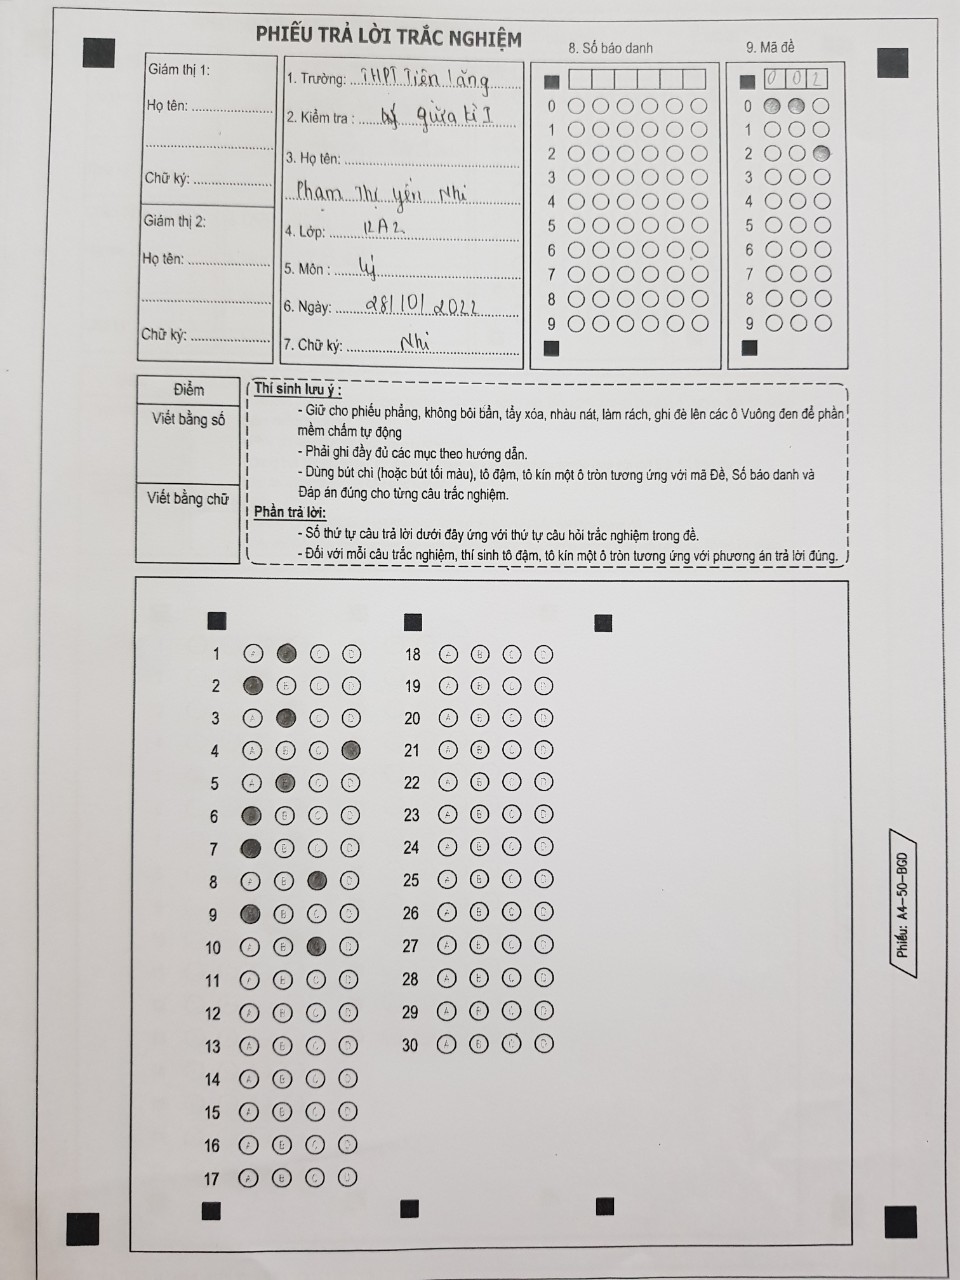 PHIẾU TRẢ LỜI TRẮC NGHIỆM
Giám thị 1:
Họ tên:
Chữ ký:
Giám thị 2:
Họ tên:
Chữ ký:
1. Trường: THPT Tiên Lãng
2. Kiểm tra : giữa kì I
3. Họ tên:
Phạm Thị Yến Nhi
4. Lớp: 12A2
5. Môn : Lý
6. Ngày: 28/10/2022
7. Chữ ký: Nhi
8. Số báo danh
0
1
2
3
4
5
6
7
8
9
9. Mã đề
0 0 2
0
1
2
3
4
5
6
7
8
9
Điểm
Viết bằng số
Viết bằng chữ
Thí sinh lưu ý :
- Giữ cho phiếu phẳng, không bôi bẩn, tẩy xóa, nhàu nát, làm rách, ghi đè lên các ô Vuông đen để phần
mềm chấm tự động
- Phải ghi đầy đủ các mục theo hướng dẫn.
- Dùng bút chì (hoặc bút tối màu), tô đậm, tô kín một ô tròn tương ứng với mã Đề, Số báo danh và
Đáp án đúng cho từng câu trắc nghiệm.
Phần trả lời:
- Số thứ tự câu trả lời dưới đây ứng với thứ tự câu hỏi trắc nghiệm trong đề.
- Đối với mỗi câu trắc nghiệm, thí sinh tô đậm, tô kín một ô tròn tương ứng với phương án trả lời đúng.
1 A C D
2 B C D
3 A C D
4 A B C
5 A C D
6 B C D
7 B C D
8 A B D
9 B C D
10 A B D
11 A B C D
12 A B C D
13 A B C D
14 A B C D
15 A B C D
16 A B C D
17 A B C D
18 A B C D
19 A B C D
20 A B C D
21 A B C D
22 A B C D
23 A B C D
24 A B C D
25 A B C D
26 A B C D
27 A B C D
28 A B C D
29 A B C D
30 A B C D
Phiếu: A4-50-BGD